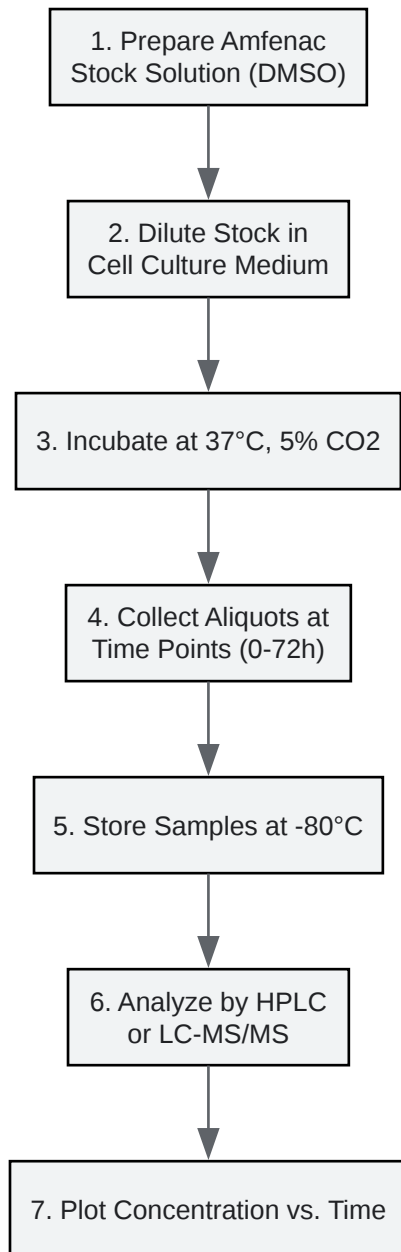 1. Prepare Amfenac
Stock Solution (DMSO)
2. Dilute Stock in
Cell Culture Medium
3. Incubate at 37°C, 5% CO2
4. Collect Aliquots at
Time Points (0-72h)
5. Store Samples at -80°C
6. Analyze by HPLC
or LC-MS/MS
7. Plot Concentration vs. Time